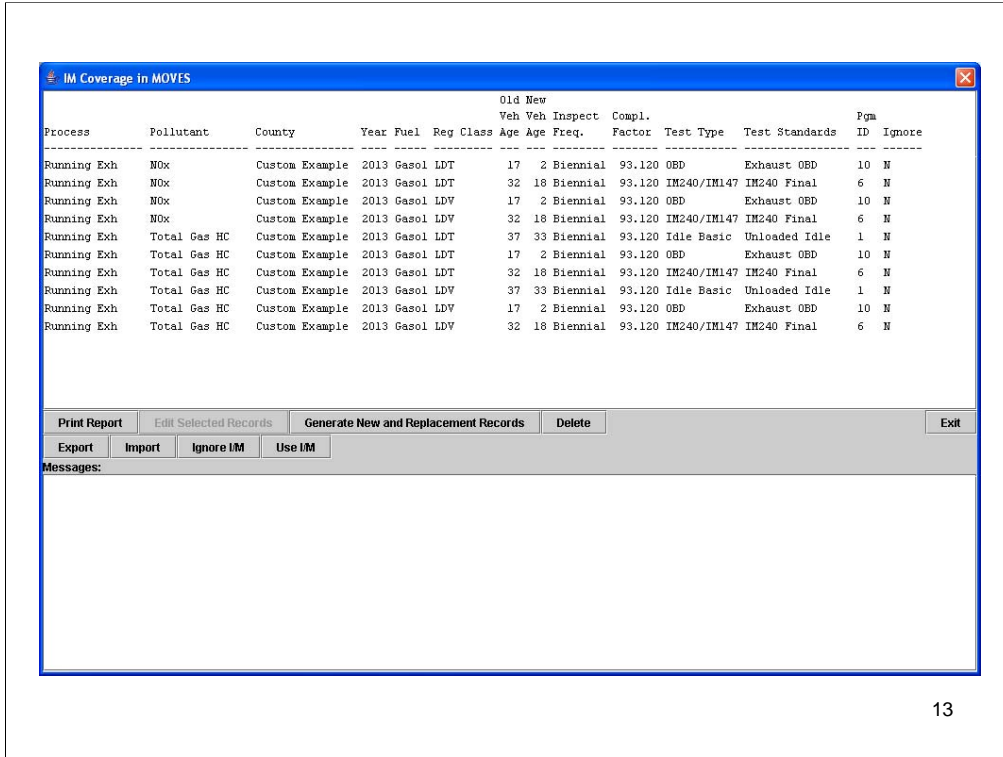 IM Coverage in MOVES
Old New
Veh Veh Inspect Compl. Pgm
Process Pollutant County Year Fuel Reg Class Age Age Freq. Factor Test Type Test Standards ID Ignore
--------------- --------------- -------------- ---- ----- --------- --- --- -------- ------- ----------- -------------- --- ------
Running Exh NOx Custom Example 2013 Gasol LDT 17 2 Biennial 93.120 OBD Exhaust OBD 10 N
Running Exh NOx Custom Example 2013 Gasol LDT 32 18 Biennial 93.120 IM240/IM147 IM240 Final 6 N
Running Exh NOx Custom Example 2013 Gasol LDV 17 2 Biennial 93.120 OBD Exhaust OBD 10 N
Running Exh NOx Custom Example 2013 Gasol LDV 32 18 Biennial 93.120 IM240/IM147 IM240 Final 6 N
Running Exh Total Gas HC Custom Example 2013 Gasol LDT 37 33 Biennial 93.120 Idle Basic Unloaded Idle 1 N
Running Exh Total Gas HC Custom Example 2013 Gasol LDT 17 2 Biennial 93.120 OBD Exhaust OBD 10 N
Running Exh Total Gas HC Custom Example 2013 Gasol LDT 32 18 Biennial 93.120 IM240/IM147 IM240 Final 6 N
Running Exh Total Gas HC Custom Example 2013 Gasol LDV 37 33 Biennial 93.120 Idle Basic Unloaded Idle 1 N
Running Exh Total Gas HC Custom Example 2013 Gasol LDV 17 2 Biennial 93.120 OBD Exhaust OBD 10 N
Running Exh Total Gas HC Custom Example 2013 Gasol LDV 32 18 Biennial 93.120 IM240/IM147 IM240 Final 6 N
Print Report Edit Selected Records Generate New and Replacement Records Delete Exit
Export Import Ignore I/M Use I/M
Messages:
13